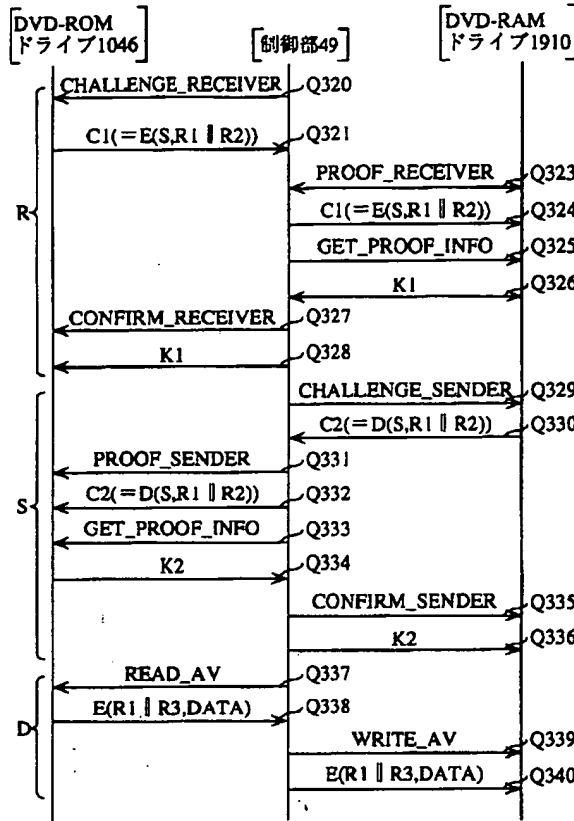 DVD-ROM
ドライブ1046
制御部49
DVD-RAM
ドライブ1910
CHALLENGE_RECEIVER Q320
C1(=E(S,R1 ∥ R2)) Q321
PROOF_RECEIVER Q323
C1(=E(S,R1 ∥ R2)) Q324
GET_PROOF_INFO Q325
K1 Q326
R
CONFIRM_RECEIVER Q327
K1 Q328
CHALLENGE_SENDER Q329
C2(=D(S,R1 ∥ R2)) Q330
PROOF_SENDER Q331
S
C2(=D(S,R1 ∥ R2)) Q332
GET_PROOF_INFO Q333
K2 Q334
CONFIRM_SENDER Q335
K2 Q336
READ_AV Q337
D
E(R1 ∥ R3,DATA) Q338
WRITE_AV Q339
E(R1 ∥ R3,DATA) Q340